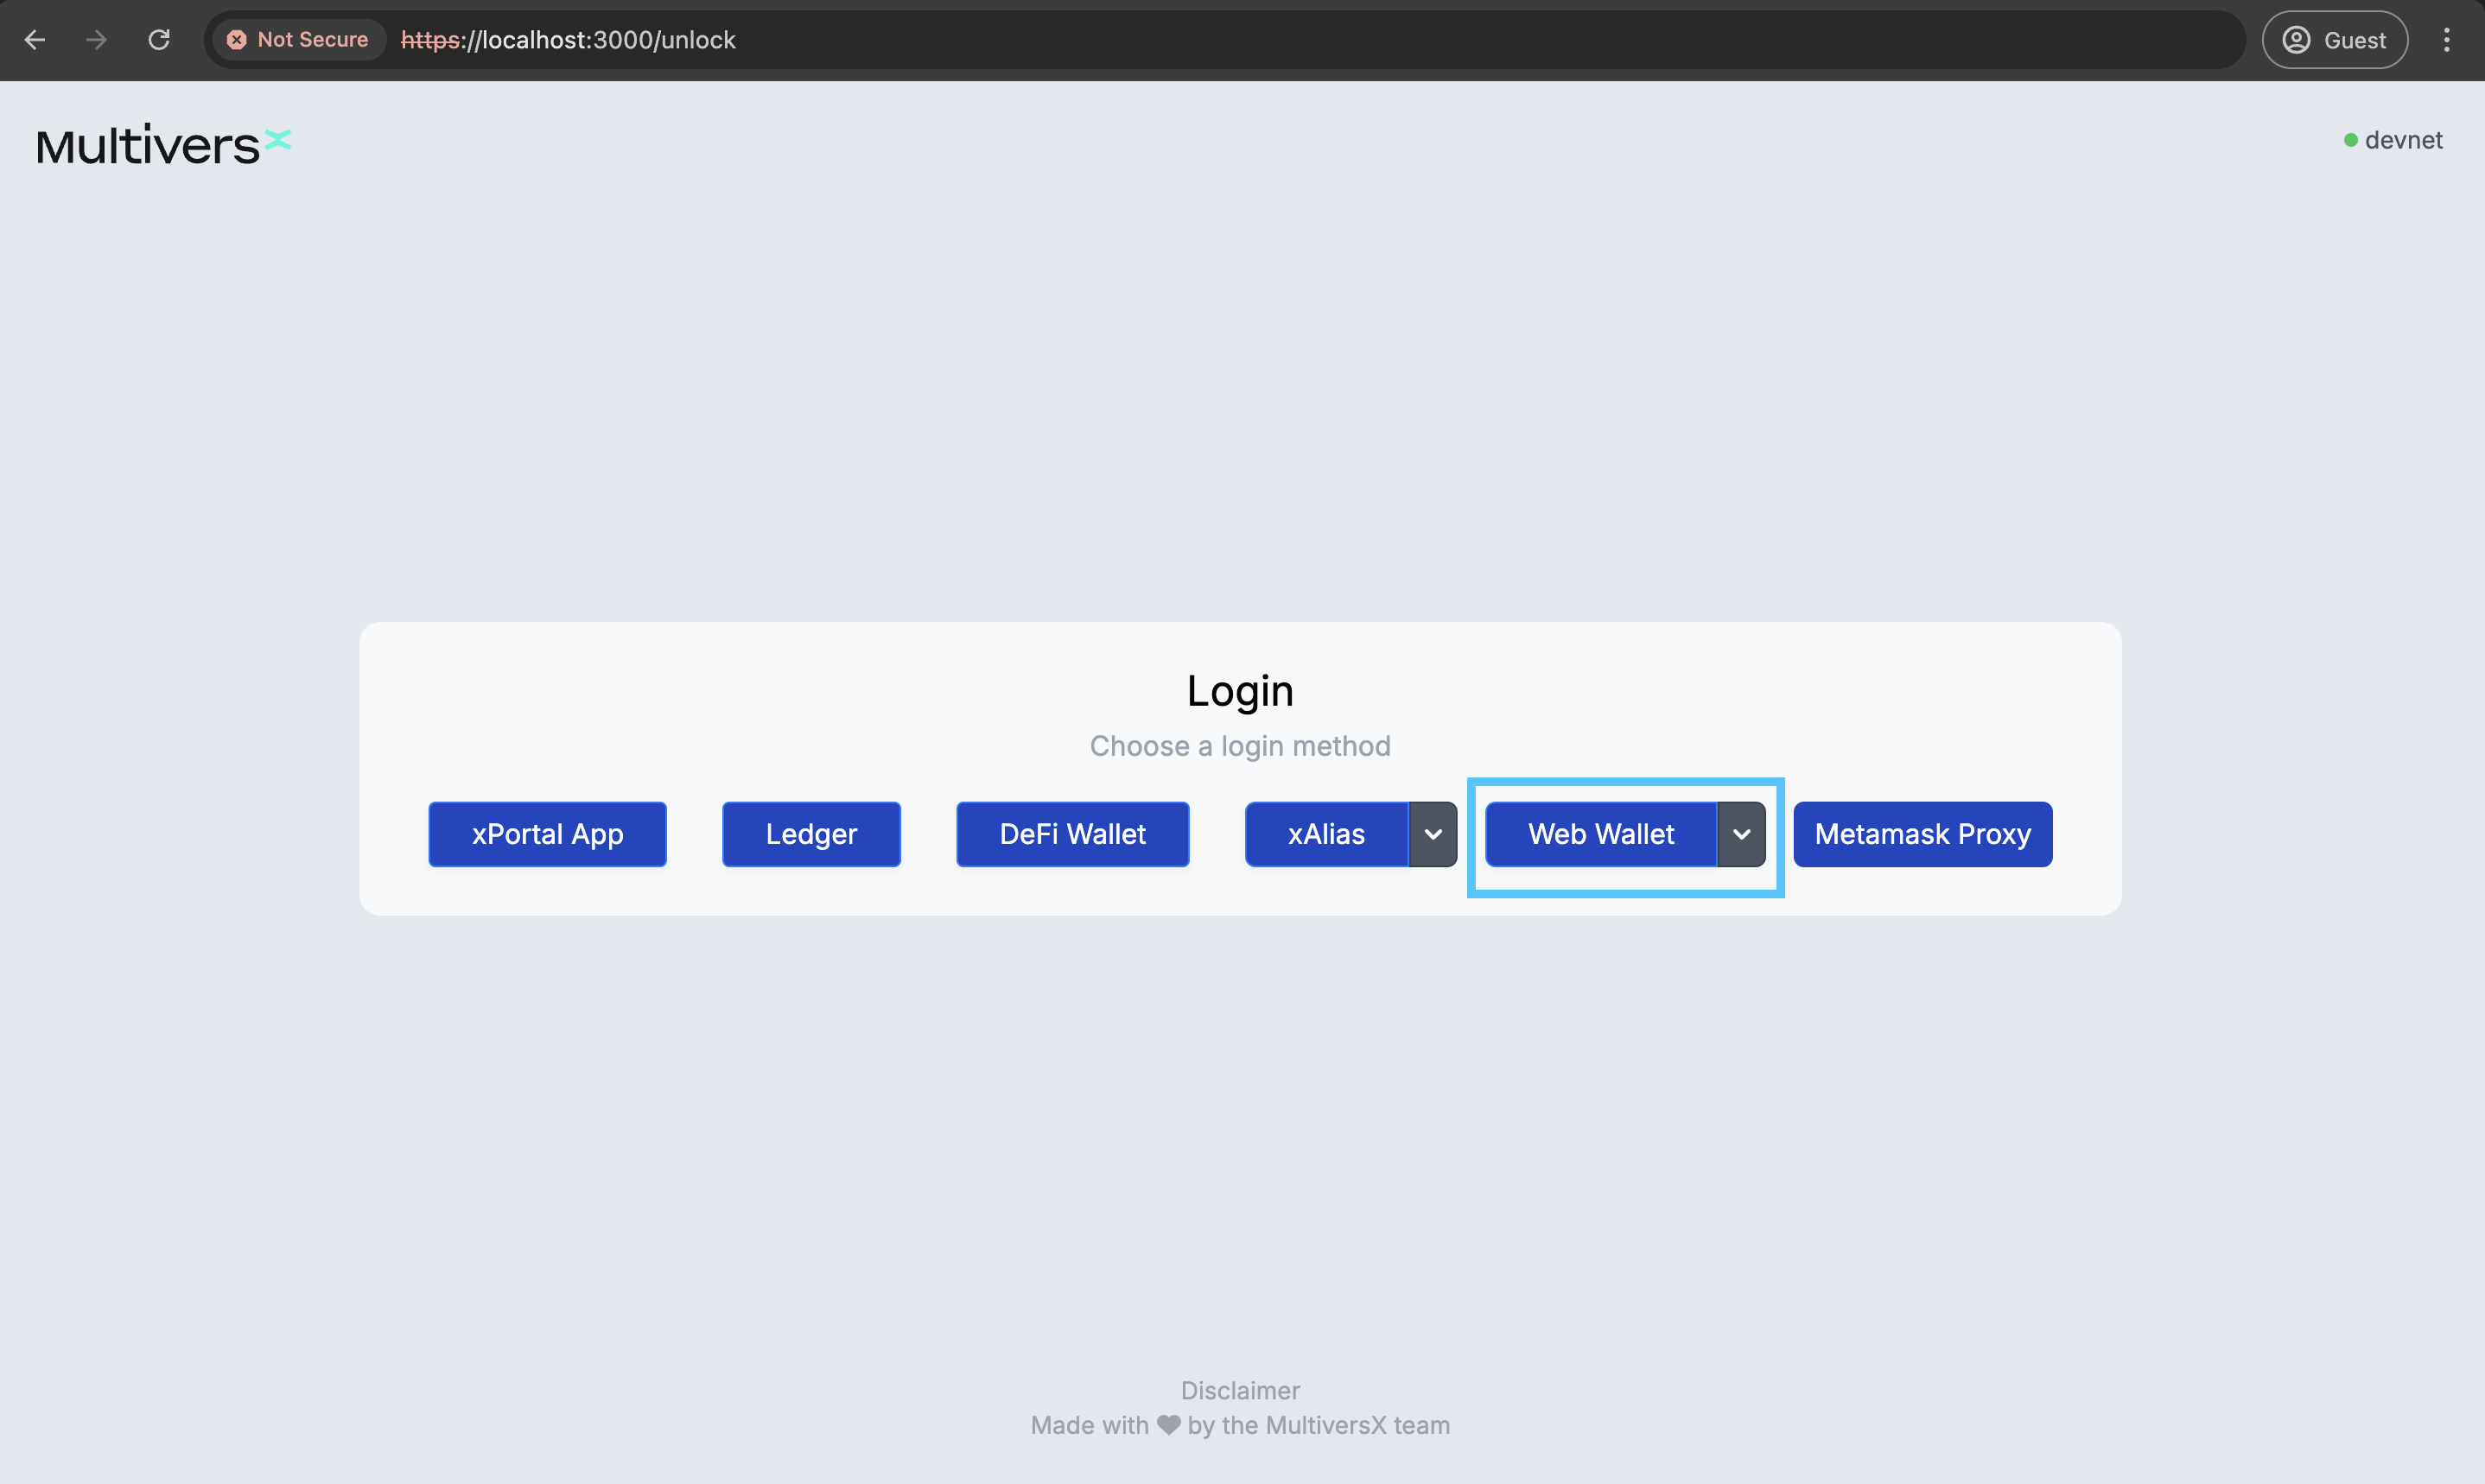 Not Secure https://localhost:3000/unlock Guest
MultiversX devnet
Login
Choose a login method
xPortal App Ledger DeFi Wallet xAlias Web Wallet Metamask Proxy
Disclaimer
Made with ❤ by the MultiversX team